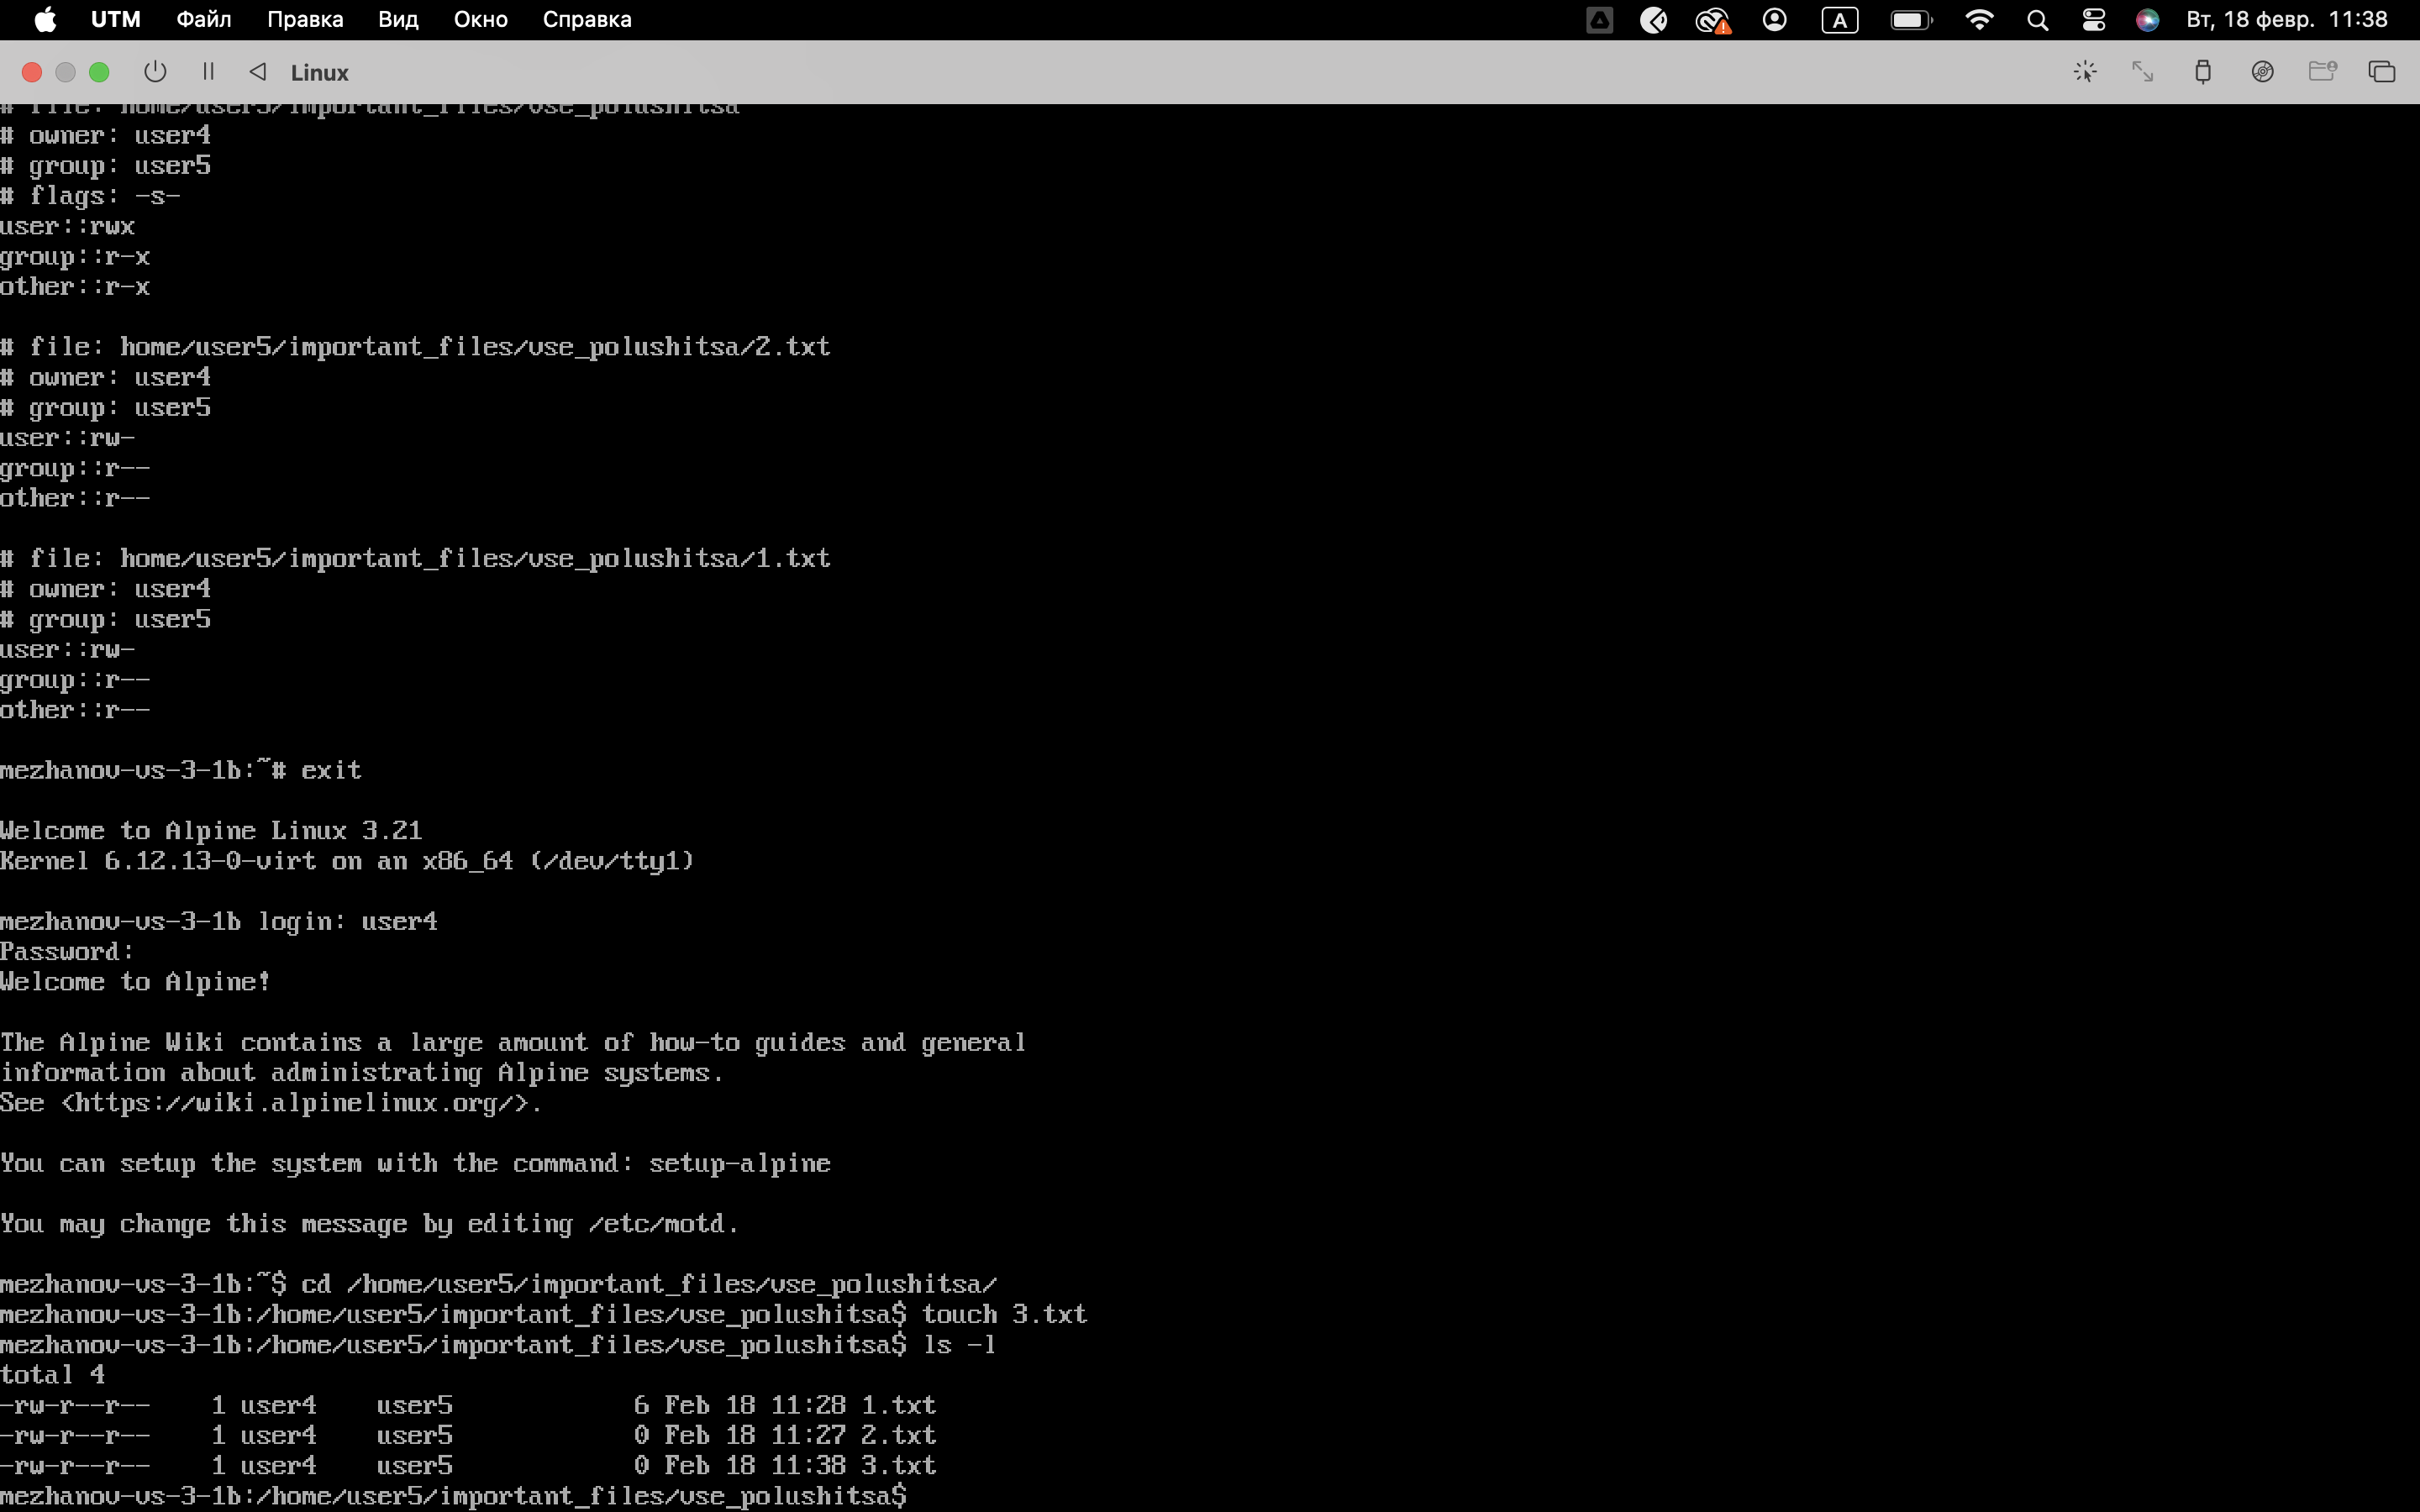 UTM Файл Правка Вид Окно Справка A Вт, 18 февр. 11:38
Linux
# file: home/user5/important_files/vse_polushitsa
# owner: user4
# group: user5
# flags: -s-
user::rwx
group::r-x
other::r-x
# file: home/user5/important_files/vse_polushitsa/2.txt
# owner: user4
# group: user5
user::rw-
group::r--
other::r--
# file: home/user5/important_files/vse_polushitsa/1.txt
# owner: user4
# group: user5
user::rw-
group::r--
other::r--
mezhanov-vs-3-1b:~# exit
Welcome to Alpine Linux 3.21
Kernel 6.12.13-0-virt on an x86_64 (/dev/tty1)
mezhanov-vs-3-1b login: user4
Password:
Welcome to Alpine!
The Alpine Wiki contains a large amount of how-to guides and general
information about administrating Alpine systems.
See <https://wiki.alpinelinux.org/>.
You can setup the system with the command: setup-alpine
You may change this message by editing /etc/motd.
mezhanov-vs-3-1b:~$ cd /home/user5/important_files/vse_polushitsa/
mezhanov-vs-3-1b:/home/user5/important_files/vse_polushitsa$ touch 3.txt
mezhanov-vs-3-1b:/home/user5/important_files/vse_polushitsa$ ls -l
total 4
-rw-r--r-- 1 user4 user5 6 Feb 18 11:28 1.txt
-rw-r--r-- 1 user4 user5 0 Feb 18 11:27 2.txt
-rw-r--r-- 1 user4 user5 0 Feb 18 11:38 3.txt
mezhanov-vs-3-1b:/home/user5/important_files/vse_polushitsa$